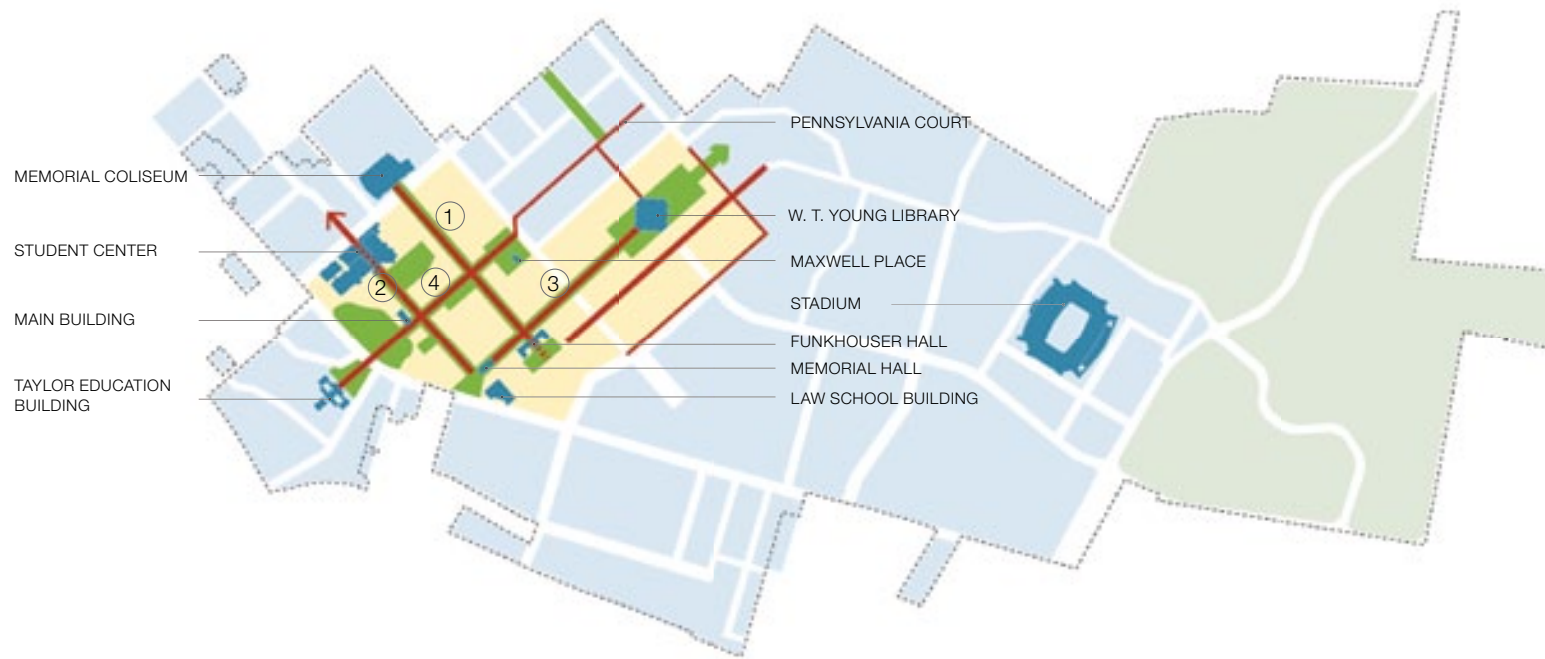 MEMORIAL COLISEUM
STUDENT CENTER
MAIN BUILDING
TAYLOR EDUCATION
BUILDING
1
2
4
3
PENNSYLVANIA COURT
W. T. YOUNG LIBRARY
MAXWELL PLACE
STADIUM
FUNKHOUSER HALL
MEMORIAL HALL
LAW SCHOOL BUILDING